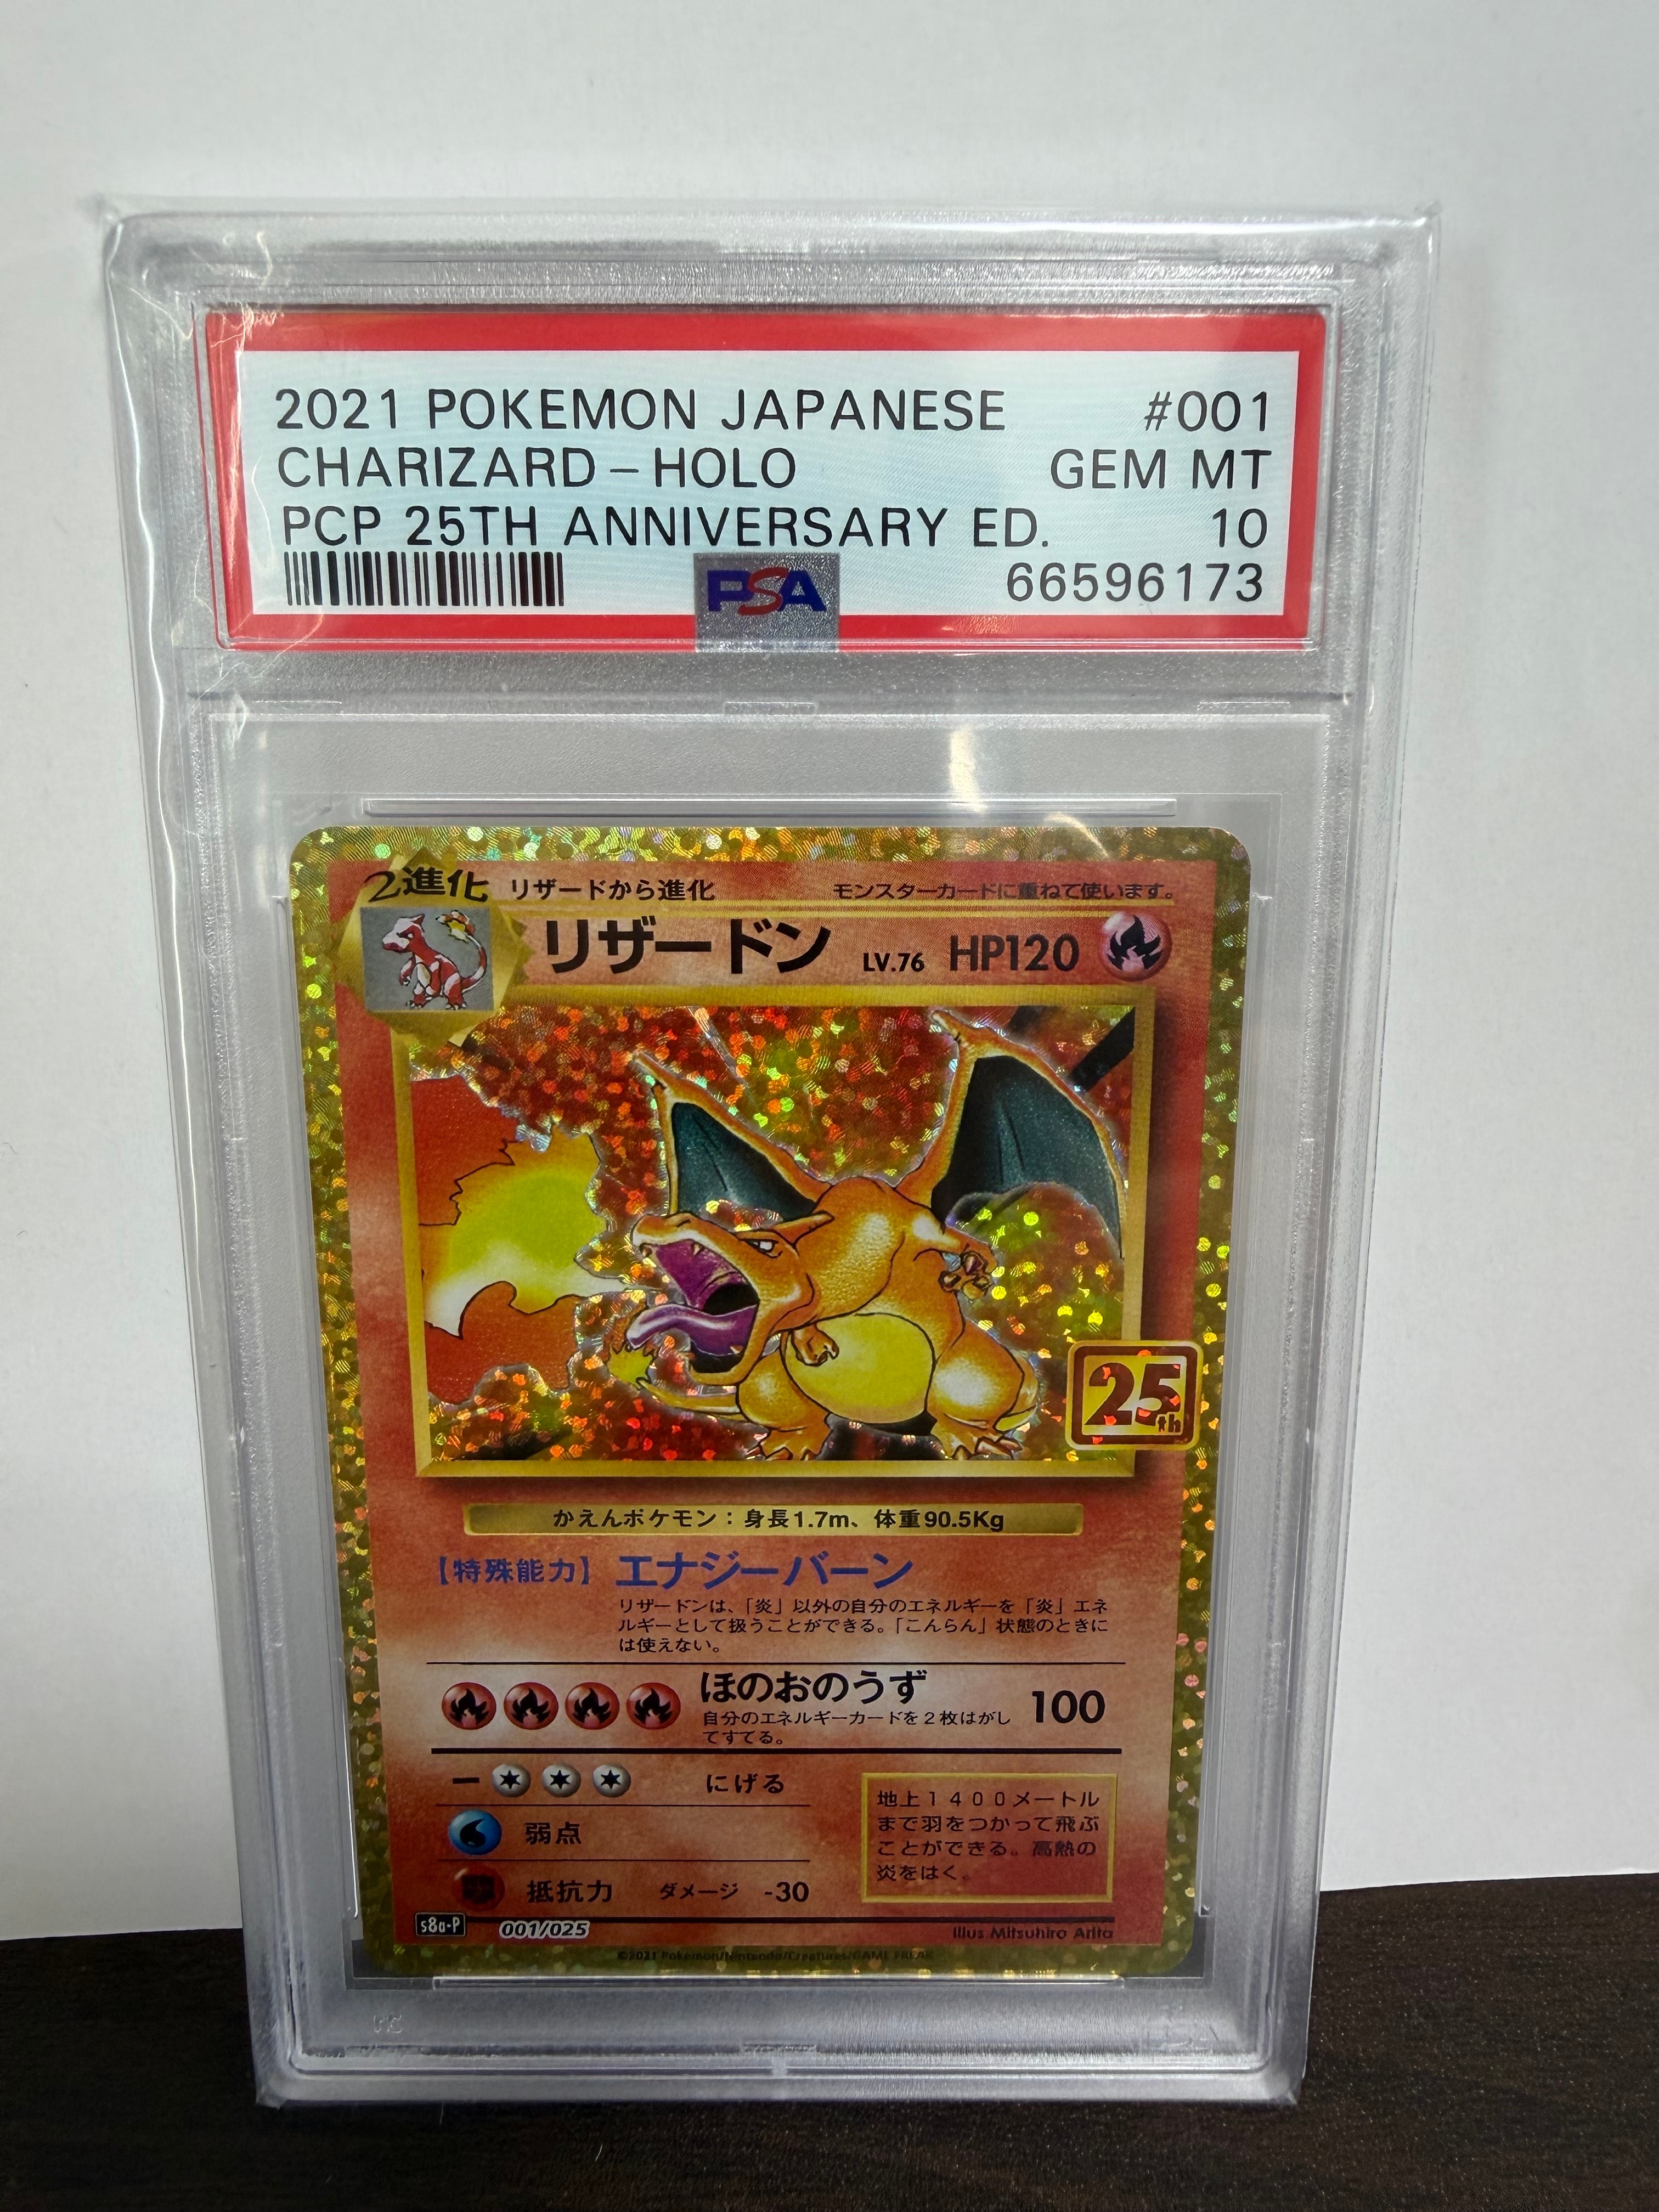 2021 POKEMON JAPANESE #001
CHARIZARD-HOLO GEM MT
PCP 25TH ANNIVERSARY ED. 10
PSA 66596173
2進化 リザードから進化 モンスターカードに重ねて使います。
リザードン LV.76 HP120
25th
かえんポケモン：身長1.7m、体重90.5Kg
【特殊能力】 エナジーバーン
リザードンは、「炎」以外の自分のエネルギーを「炎」エネ
ルギーとして扱うことができる。「こんらん」状態のときに
は使えない。
ほのおのうず 100
自分のエネルギーカードを2枚はがし
てすてる。
ー にげる
弱点
抵抗力 ダメージ -30
地上1400メートル
まで羽をつかって飛ぶ
ことができる。高熱の
炎をはく。
s8a-P 001/025 Illus.Mitsuhiro Arita
©2021 Pokémon/Nintendo/Creatures/GAME FREAK